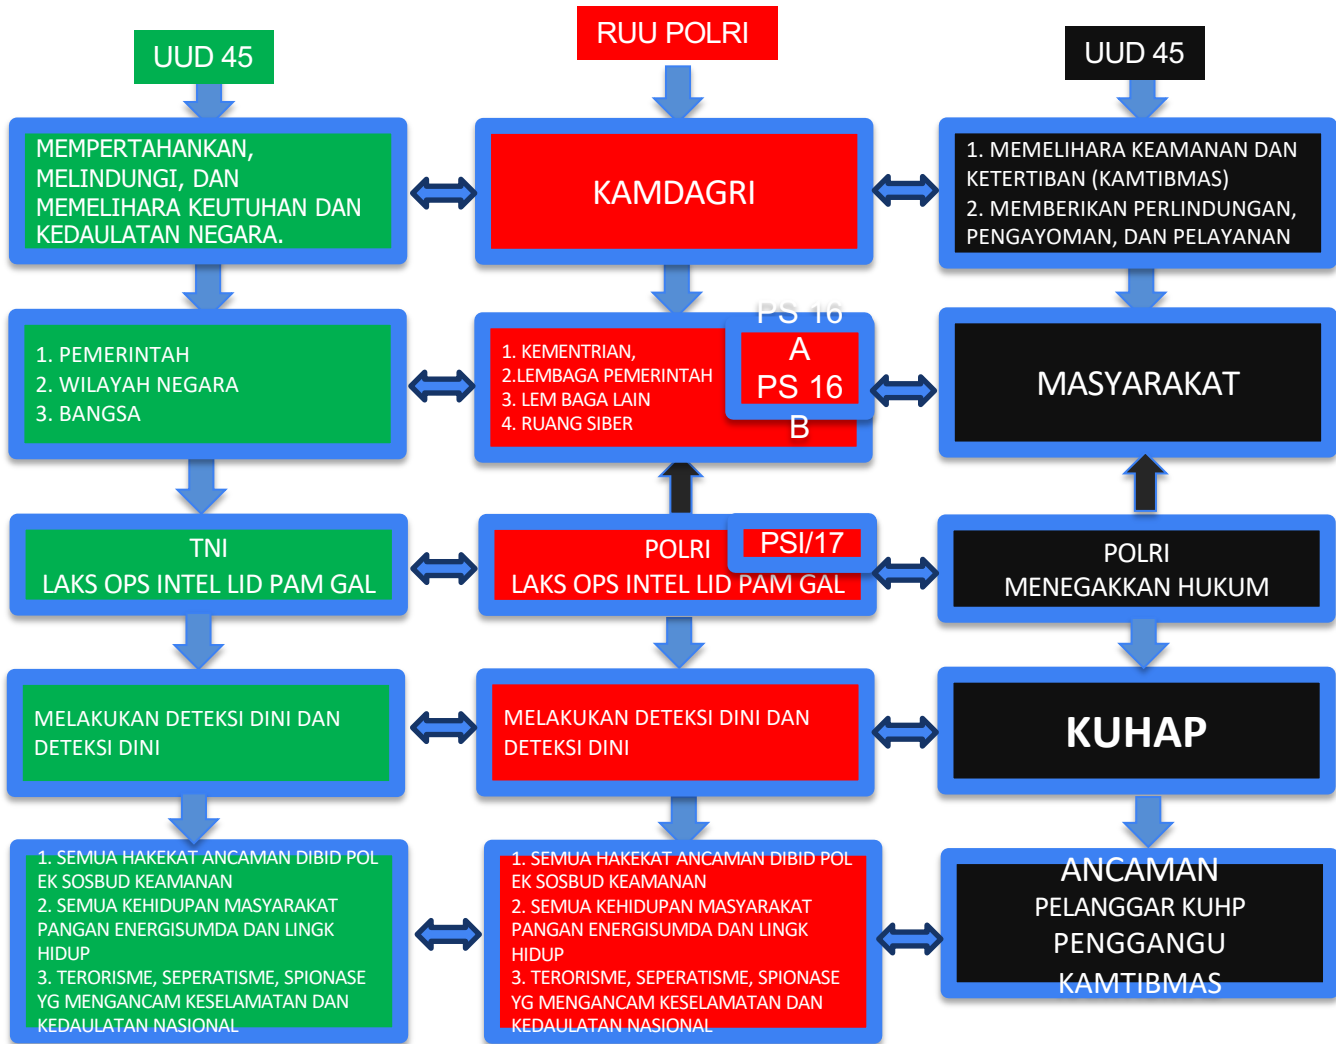 UUD 45
RUU POLRI
UUD 45
MEMPERTAHANKAN,
MELINDUNGI, DAN
MEMELIHARA KEUTUHAN DAN
KEDAULATAN NEGARA.
KAMDAGRI
1. MEMELIHARA KEAMANAN DAN
KETERTIBAN (KAMTIBMAS)
2. MEMBERIKAN PERLINDUNGAN,
PENGAYOMAN, DAN PELAYANAN
1. PEMERINTAH
2. WILAYAH NEGARA
3. BANGSA
1. KEMENTRIAN,
2.LEMBAGA PEMERINTAH
3. LEM BAGA LAIN
4. RUANG SIBER
PS 16
A
PS 16
B
MASYARAKAT
TNI
LAKS OPS INTEL LID PAM GAL
POLRI
LAKS OPS INTEL LID PAM GAL
PSI/17
POLRI
MENEGAKKAN HUKUM
MELAKUKAN DETEKSI DINI DAN
DETEKSI DINI
MELAKUKAN DETEKSI DINI DAN
DETEKSI DINI
KUHAP
1. SEMUA HAKEKAT ANCAMAN DIBID POL
EK SOSBUD KEAMANAN
2. SEMUA KEHIDUPAN MASYARAKAT
PANGAN ENERGISUMDA DAN LINGK
HIDUP
3. TERORISME, SEPERATISME, SPIONASE
YG MENGANCAM KESELAMATAN DAN
KEDAULATAN NASIONAL
1. SEMUA HAKEKAT ANCAMAN DIBID POL
EK SOSBUD KEAMANAN
2. SEMUA KEHIDUPAN MASYARAKAT
PANGAN ENERGISUMDA DAN LINGK
HIDUP
3. TERORISME, SEPERATISME, SPIONASE
YG MENGANCAM KESELAMATAN DAN
KEDAULATAN NASIONAL
ANCAMAN
PELANGGAR KUHP
PENGGANGU
KAMTIBMAS